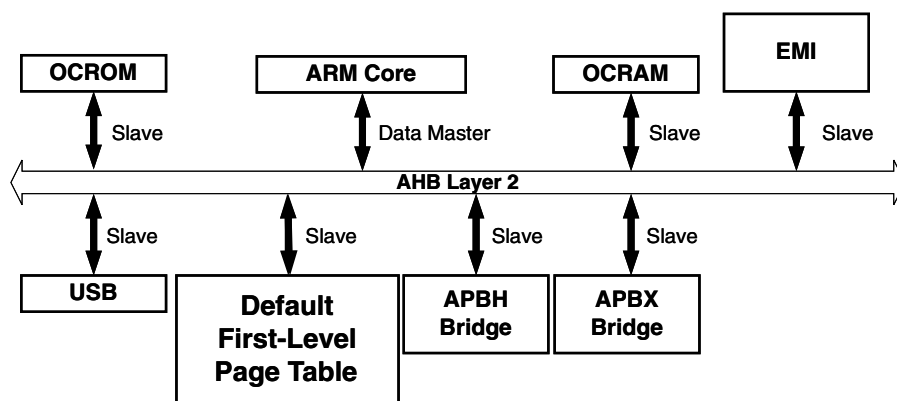 OCROM
ARM Core
OCRAM
EMI
Slave
Data Master
Slave
Slave
AHB Layer 2
Slave
Slave
Slave
Slave
USB
Default
First-Level
Page Table
APBH
Bridge
APBX
Bridge